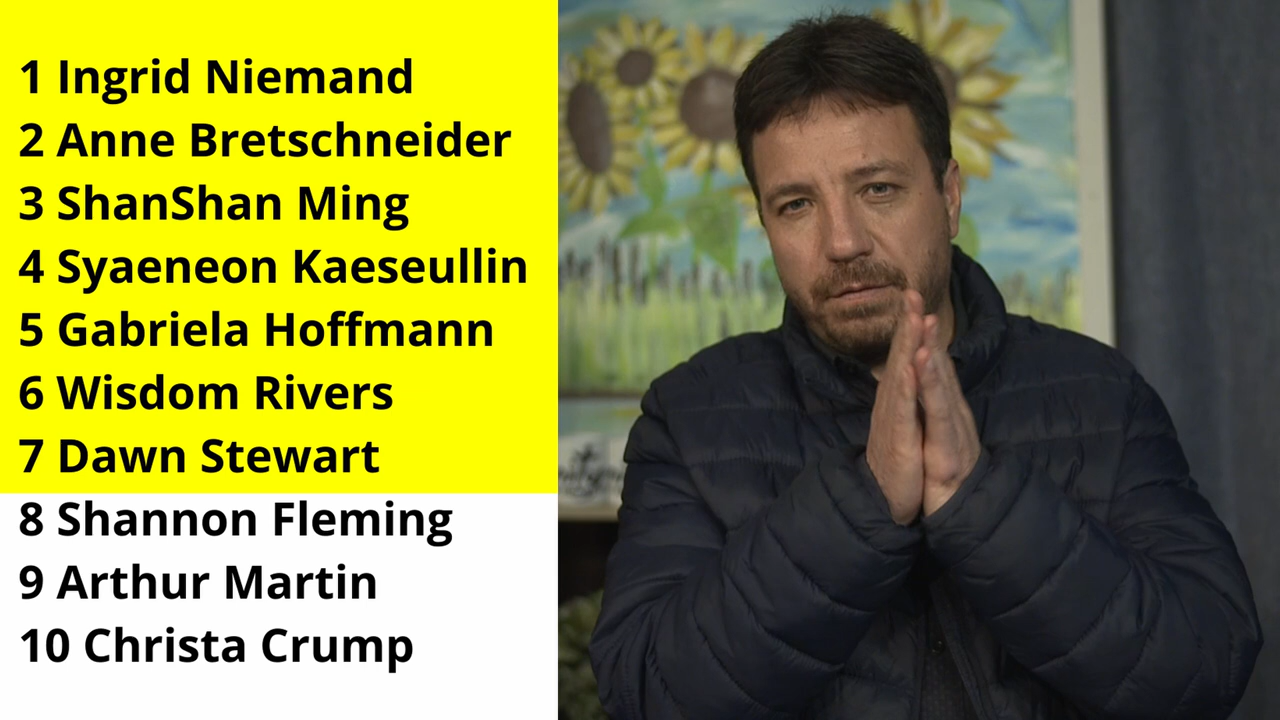 1 Ingrid Niemand
2 Anne Bretschneider
3 ShanShan Ming
4 Syaeneon Kaeseullin
5 Gabriela Hoffmann
6 Wisdom Rivers
7 Dawn Stewart
8 Shannon Fleming
9 Arthur Martin
10 Christa Crump